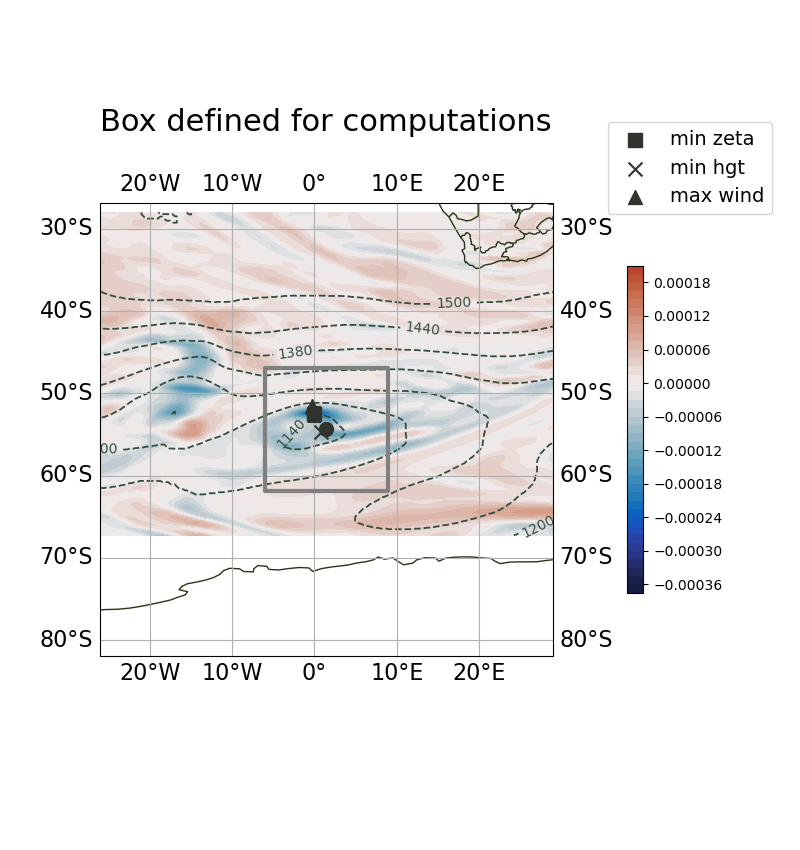 Box defined for computations
min zeta
min hgt
max wind
20°W 10°W 0° 10°E 20°E
30°S 30°S
40°S 40°S
50°S 50°S
60°S 60°S
70°S 70°S
80°S 80°S
20°W 10°W 0° 10°E 20°E
1500
1440
1380
1140
00
1200
0.00018
0.00012
0.00006
0.00000
−0.00006
−0.00012
−0.00018
−0.00024
−0.00030
−0.00036